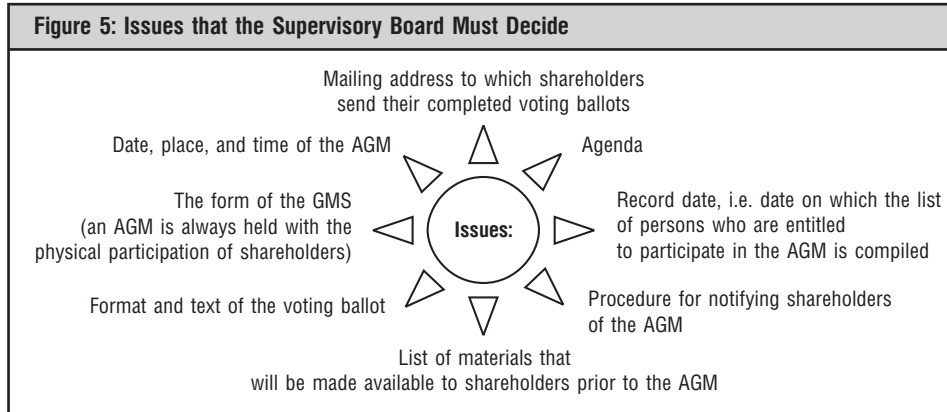 Figure 5: Issues that the Supervisory Board Must Decide
Mailing address to which shareholders
send their completed voting ballots
Date, place, and time of the AGM
Agenda
The form of the GMS
(an AGM is always held with the
physical participation of shareholders)
Issues:
Record date, i.e. date on which the list
of persons who are entitled
to participate in the AGM is compiled
Format and text of the voting ballot
Procedure for notifying shareholders
of the AGM
List of materials that
will be made available to shareholders prior to the AGM